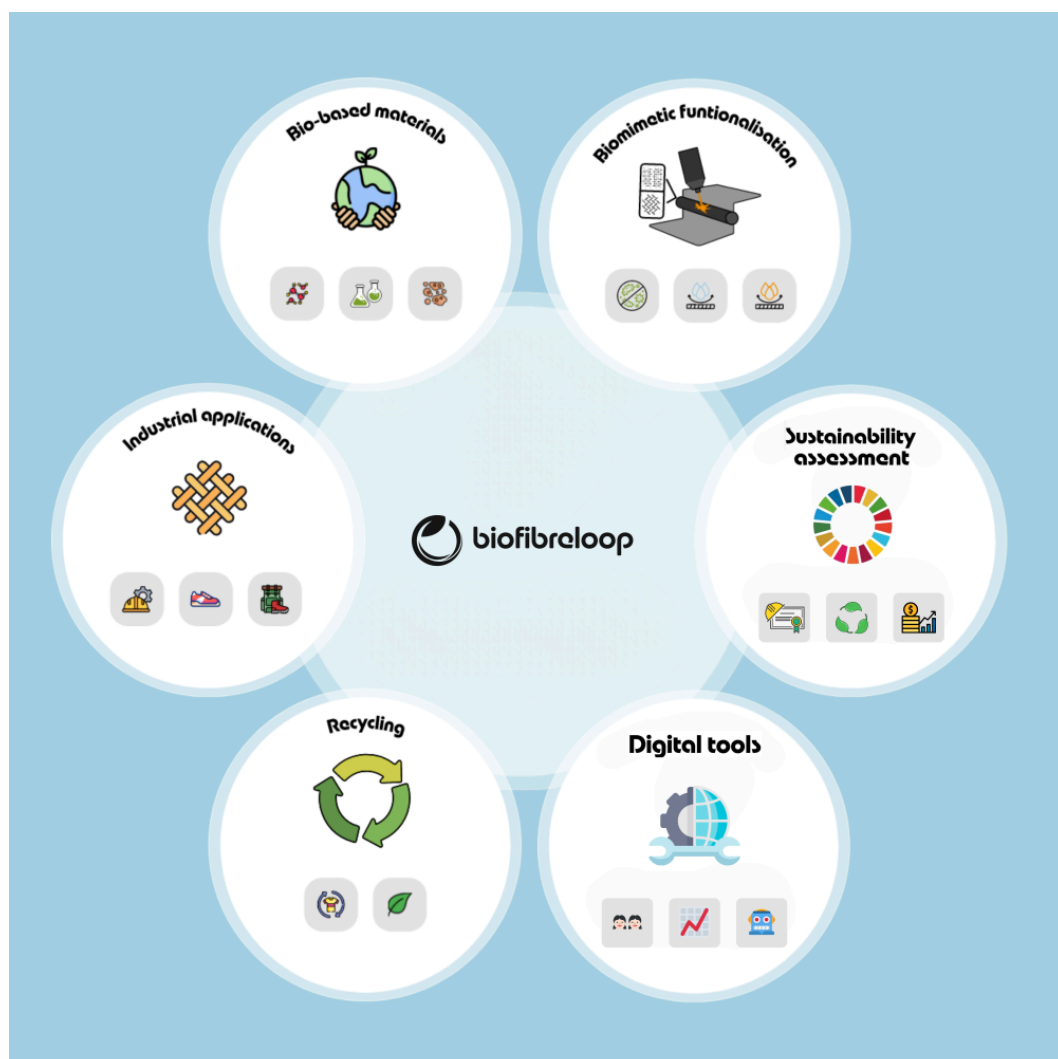 Bio-based materials
Biomimetic funtionalisation
Industrial applications
Sustainability
assessment
biofibreloop
Recycling
Digital tools